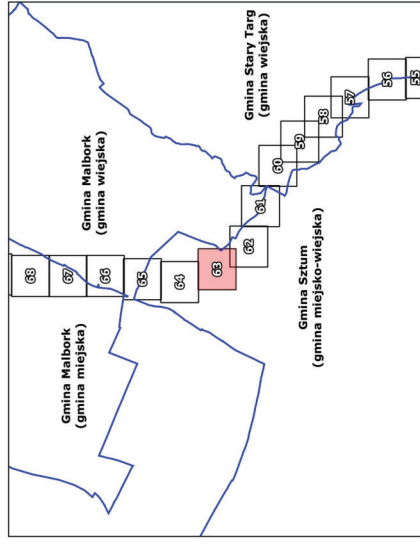 Gmina Stary Targ
(gmina wiejska)
Gmina Malbork
(gmina wiejska)
Gmina Malbork
(gmina miejska)
Gmina Sztum
(gmina miejsko-wiejska)
68
67
66
65
64
63
62
61
60
59
58
57
56
55